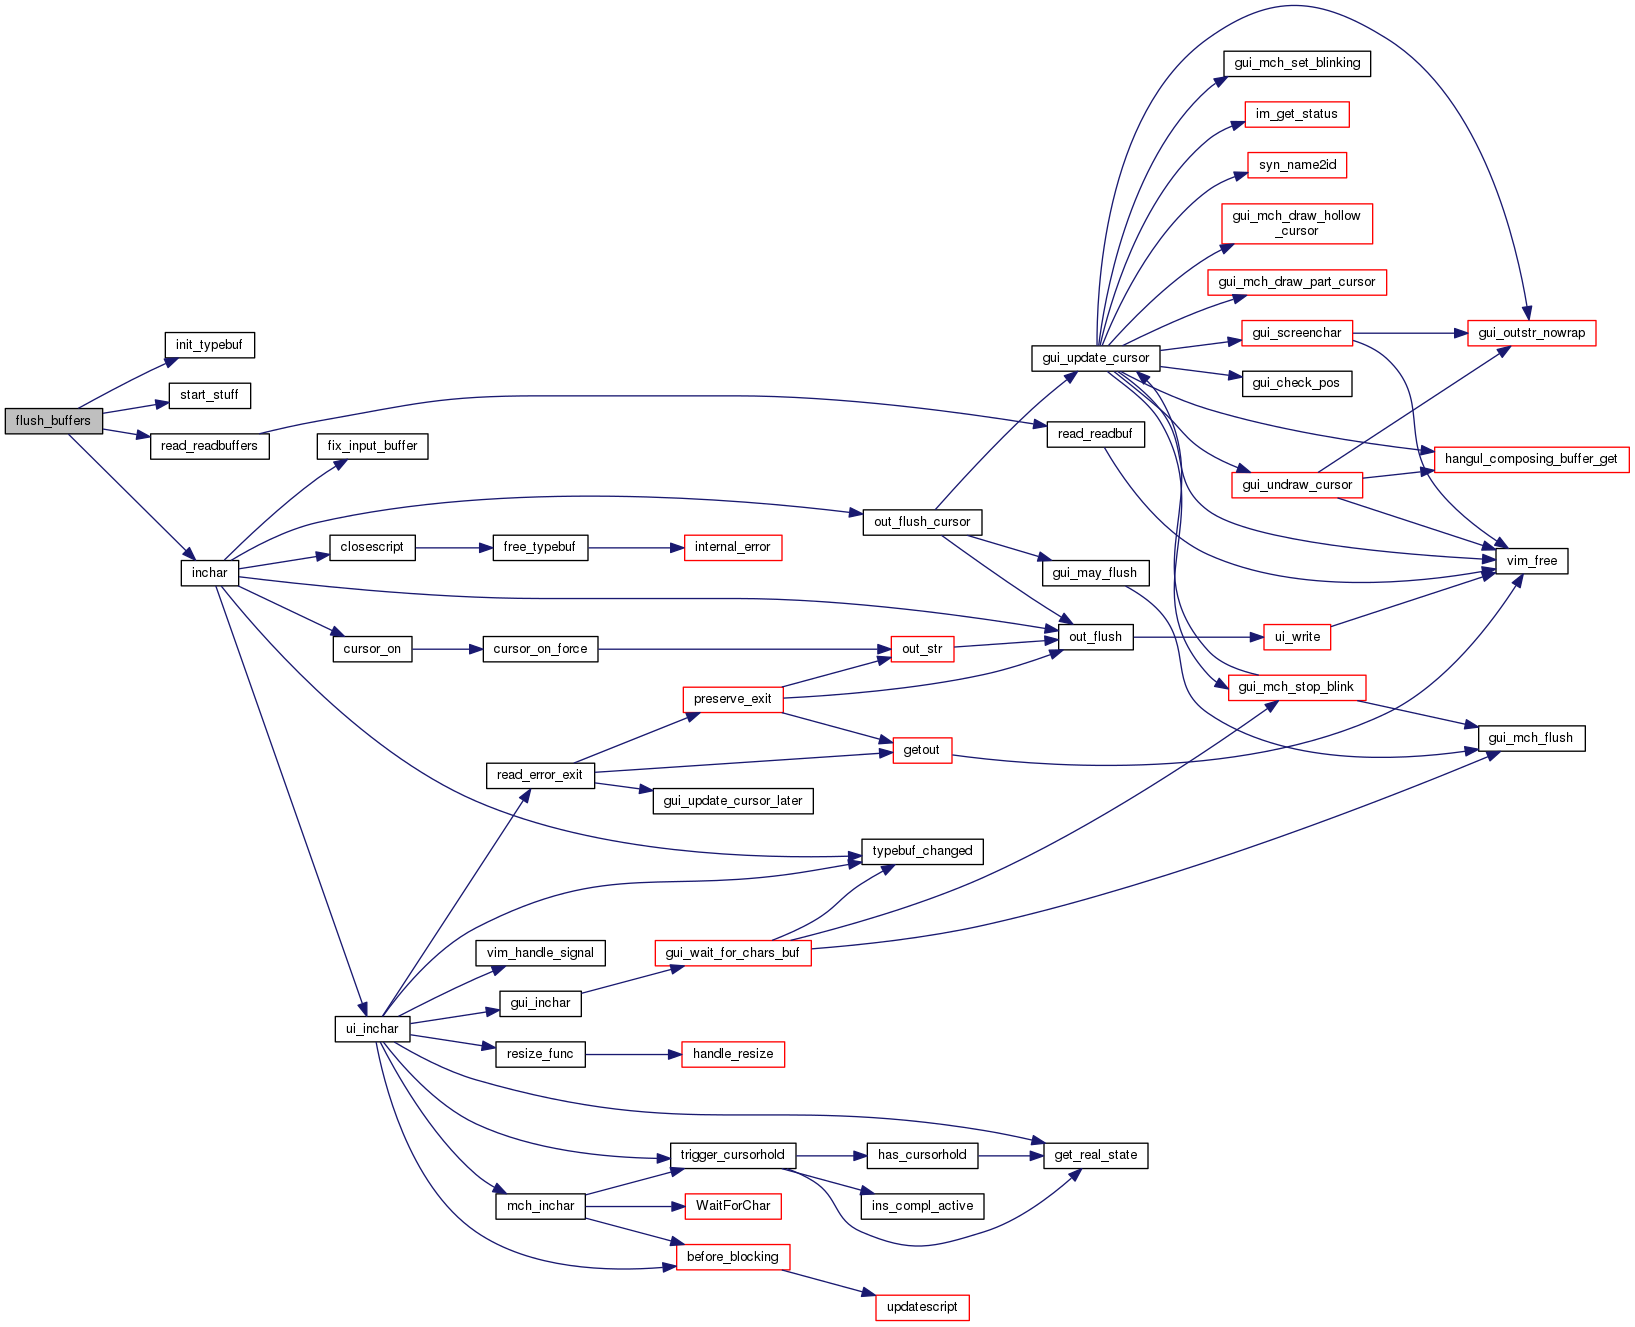 gui_mch_set_blinking
im_get_status
syn_name2id
gui_mch_draw_hollow
_cursor
gui_mch_draw_part_cursor
gui_screenchar
gui_outstr_nowrap
init_typebuf
gui_update_cursor
gui_check_pos
start_stuff
flush_buffers
read_readbuffers
fix_input_buffer
read_readbuf
hangul_composing_buffer_get
gui_undraw_cursor
out_flush_cursor
closescript
free_typebuf
internal_error
vim_free
inchar
gui_may_flush
out_flush
ui_write
cursor_on
cursor_on_force
out_str
gui_mch_stop_blink
preserve_exit
gui_mch_flush
getout
read_error_exit
gui_update_cursor_later
typebuf_changed
vim_handle_signal
gui_wait_for_chars_buf
gui_inchar
ui_inchar
resize_func
handle_resize
trigger_cursorhold
has_cursorhold
get_real_state
mch_inchar
WaitForChar
ins_compl_active
before_blocking
updatescript